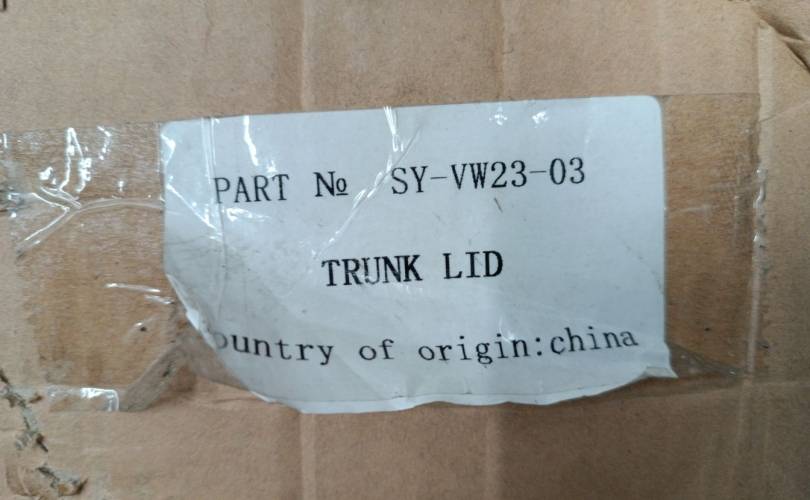 PART № SY-VW23-03
TRUNK LID
ountry of origin:china